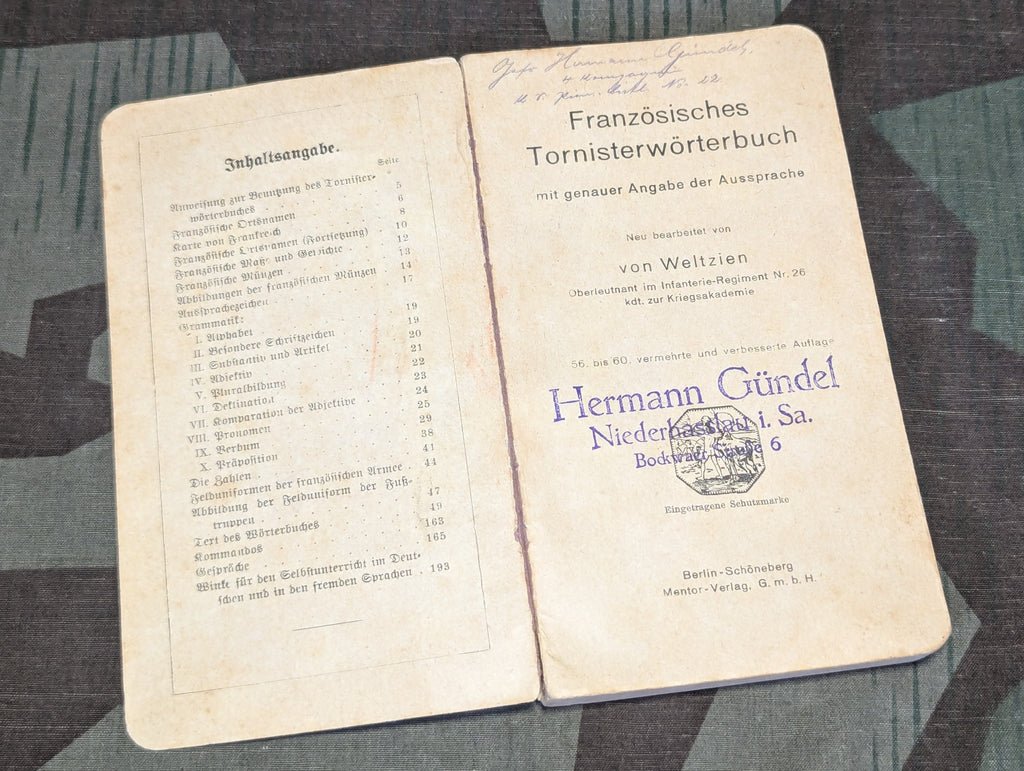 Inhaltsangabe.
Seite
Anweisung zur Benutzung des Tornister-
wörterbuches . . . 5
Französische Ortsnamen . . . 6
Karte von Frankreich . . . 8
Französische Ortsnamen (Fortsetzung) . 10
Französische Maße und Gewichte . . 12
Französische Münzen . . . 13
Abbildungen der französischen Münzen 14
Aussprachezeichen . . . 17
Grammatik:
I. Alphabet . . . 19
II. Besondere Schriftzeichen . . . 19
III. Substantiv und Artikel . . . 20
IV. Adjektiv . . . 21
V. Pluralbildung . . . 22
VI. Deklination . . . 23
VII. Komparation der Adjektive . . . 24
VIII. Pronomen . . . 25
IX. Verbum . . . 29
X. Präposition . . . 38
Die Zahlen . . . 41
Felduniformen der französischen Armee . 44
Abbildung der Felduniform der Fuß-
truppen . . . 47
Text des Wörterbuches . . . 49
Kommandos . . . 163
Gespräche . . . 165
Winke für den Selbstunterricht im Deut-
schen und in den fremden Sprachen . 193
Hermann Gündel,
Französisches
Tornisterwörterbuch
mit genauer Angabe der Aussprache
Neu bearbeitet von
von Weltzien
Oberleutnant im Infanterie-Regiment Nr. 26
kdt. zur Kriegsakademie
56. bis 60. vermehrte und verbesserte Auflage
Hermann Gündel
Niederhasslau i. Sa.
6
Eingetragene Schutzmarke
Berlin-Schöneberg
Mentor-Verlag, G. m. b. H.